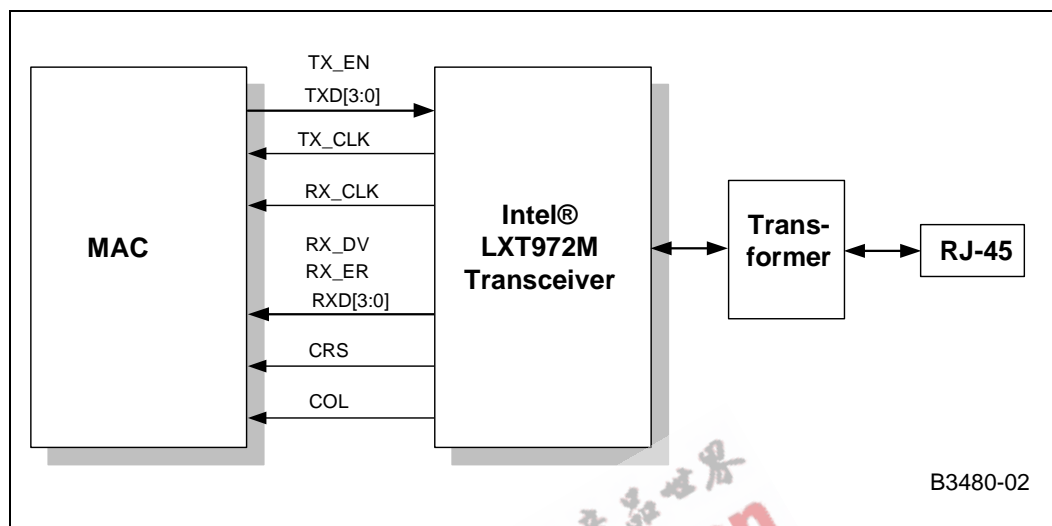 TX_EN
TXD[3:0]
TX_CLK
RX_CLK
MAC
RX_DV
RX_ER
RXD[3:0]
CRS
COL
Intel®
LXT972M
Transceiver
Trans-
former
RJ-45
B3480-02